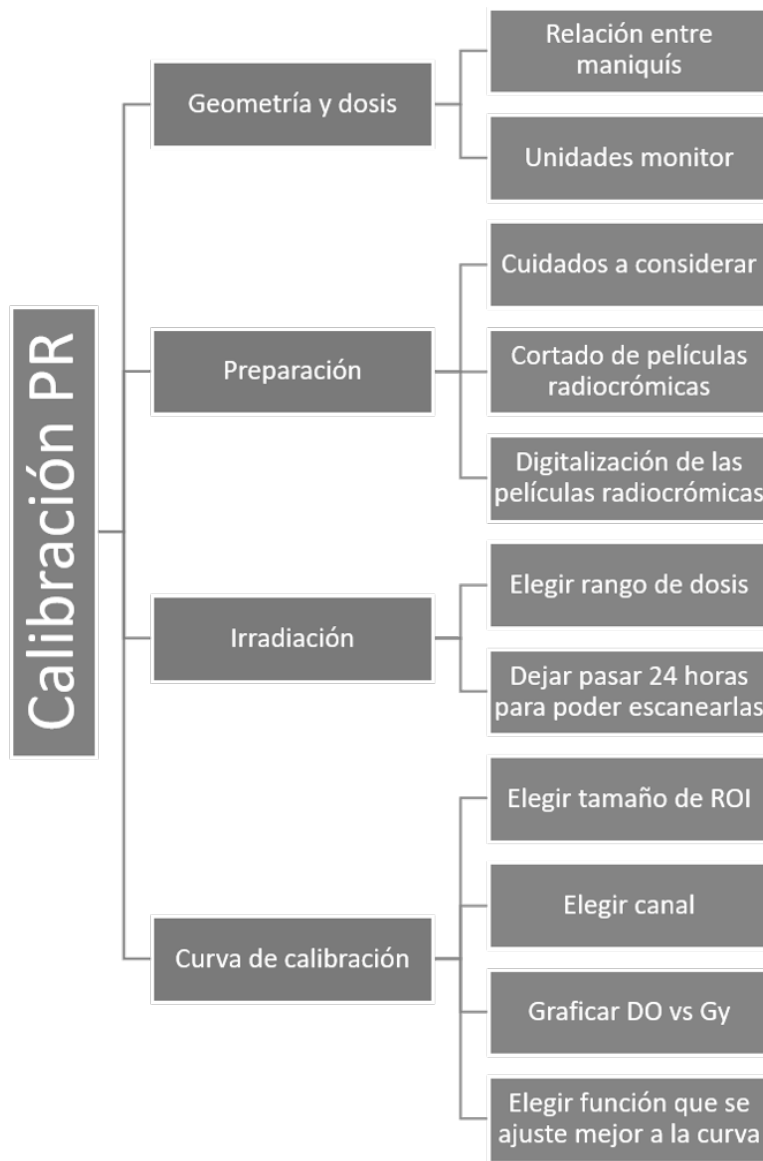 Calibración PR
Geometría y dosis
Relación entre
maniquís
Unidades monitor
Preparación
Cuidados a considerar
Cortado de películas
radiocrómicas
Digitalización de las
películas radiocrómicas
Irradiación
Elegir rango de dosis
Dejar pasar 24 horas
para poder escanearlas
Curva de calibración
Elegir tamaño de ROI
Elegir canal
Graficar DO vs Gy
Elegir función que se
ajuste mejor a la curva